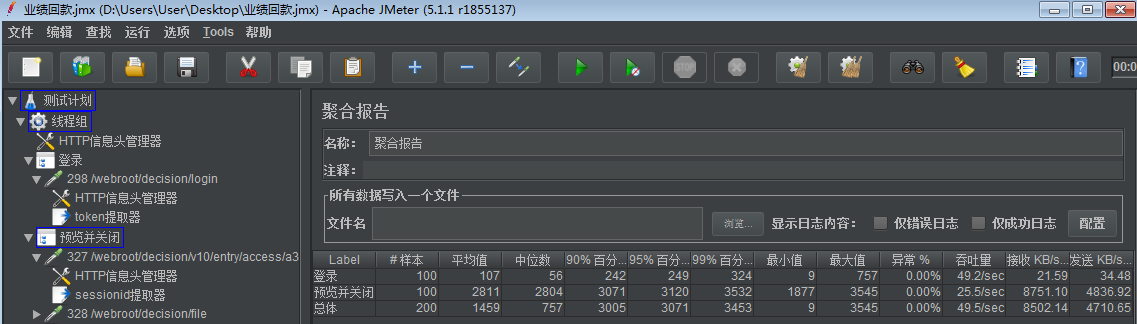 业绩回款.jmx (D:\Users\User\Desktop\业绩回款.jmx) - Apache JMeter (5.1.1 r1855137)
文件 编辑 查找 运行 选项 Tools 帮助
STOP
00:0
测试计划
线程组
HTTP信息头管理器
登录
298 /webroot/decision/login
HTTP信息头管理器
token提取器
预览并关闭
327 /webroot/decision/v10/entry/access/a3
HTTP信息头管理器
sessionid提取器
328 /webroot/decision/file
聚合报告
名称： 聚合报告
注释：
所有数据写入一个文件
文件名 浏览... 显示日志内容： 仅错误日志 仅成功日志 配置
Label # 样本 平均值 中位数 90% 百分... 95% 百分... 99% 百分... 最小值 最大值 异常 % 吞吐量 接收 KB/s... 发送 KB/s...
登录 100 107 56 242 249 324 9 757 0.00% 49.2/sec 21.59 34.48
预览并关闭 100 2811 2804 3071 3120 3532 1877 3545 0.00% 25.5/sec 8751.10 4836.92
总体 200 1459 757 3005 3071 3453 9 3545 0.00% 49.5/sec 8502.14 4710.65